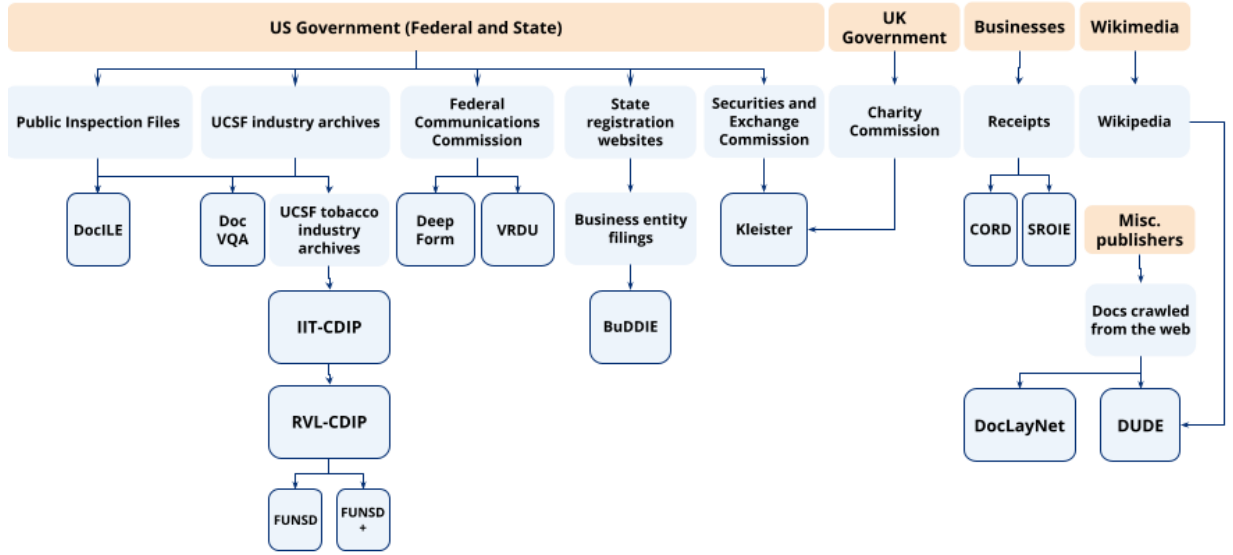 US Government (Federal and State)
UK
Government
Businesses
Wikimedia
Public Inspection Files
UCSF industry archives
Federal
Communications
Commission
State
registration
websites
Securities and
Exchange
Commission
Charity
Commission
Receipts
Wikipedia
DocILE
Doc
VQA
UCSF tobacco
industry
archives
Deep
Form
VRDU
Business entity
filings
Kleister
CORD
SROIE
Misc.
publishers
IIT-CDIP
BuDDIE
Docs crawled
from the web
RVL-CDIP
DocLayNet
DUDE
FUNSD
FUNSD
+